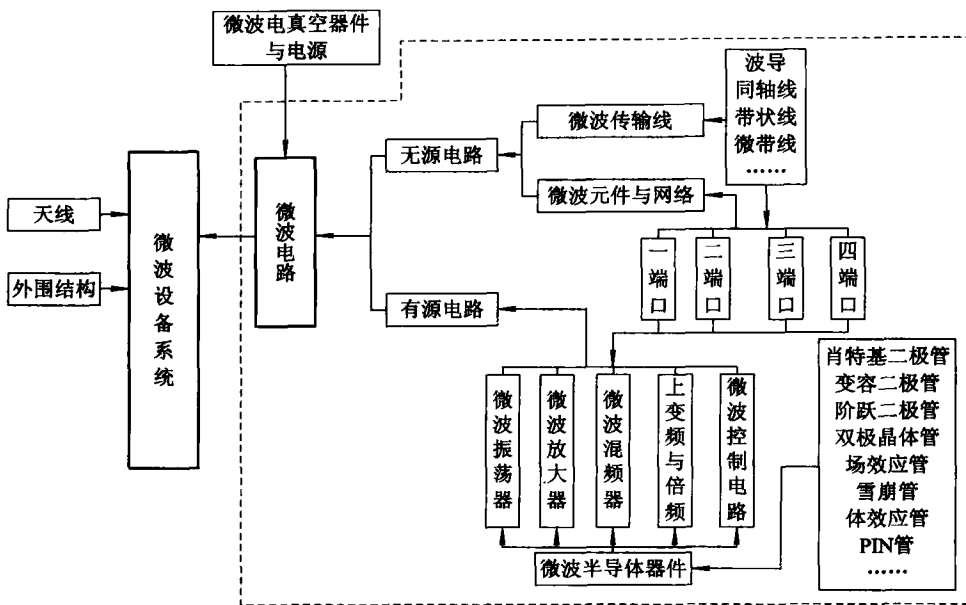 微波电真空器件
与电源
波导
同轴线
带状线
微带线
……
微波传输线
无源电路
微波元件与网络
天线
外围结构
微波设备系统
微波电路
一端口
二端口
三端口
四端口
有源电路
肖特基二极管
变容二极管
阶跃二极管
双极晶体管
场效应管
雪崩管
体效应管
PIN管
……
微波振荡器
微波放大器
微波混频器
上变频与倍频
微波控制电路
微波半导体器件